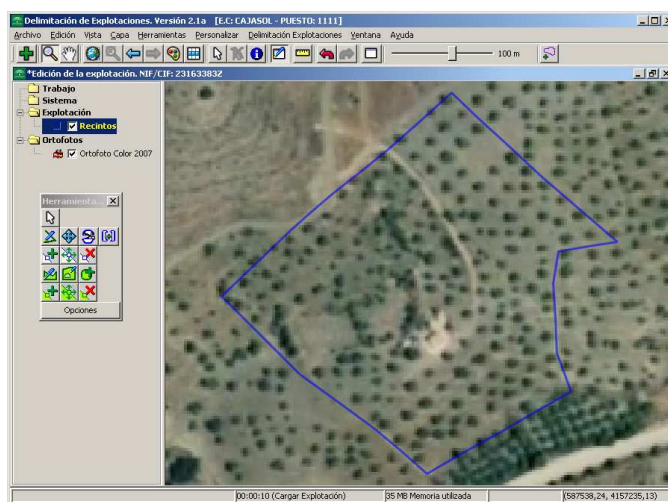 Delimitación de Explotaciones. Versión 2.1a [E.C: CAJASOL - PUESTO: 1111]
Archivo Edición Vista Capa Herramientas Personalizar Delimitación Explotaciones Ventana Ayuda
100 m
*Edición de la explotación. NIF/CIF: 23163383Z
Trabajo
Sistema
Explotación
Recintos
Ortofotos
Ortofoto Color 2007
Herramienta...
Opciones
00:00:10 (Cargar Explotación) 35 MB Memoria utilizada (587538,24, 4157235,13)